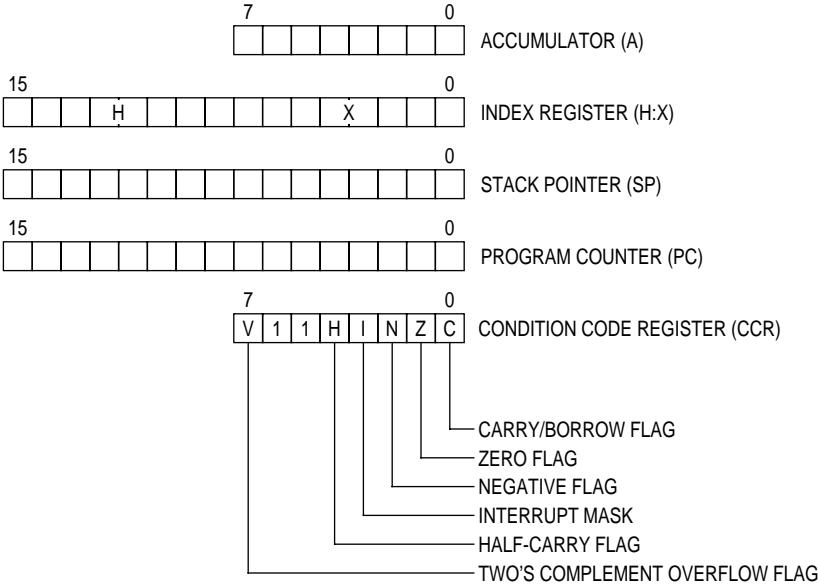 7 0
ACCUMULATOR (A)
15 0
H X INDEX REGISTER (H:X)
15 0
STACK POINTER (SP)
15 0
PROGRAM COUNTER (PC)
7 0
V 1 1 H I N Z C CONDITION CODE REGISTER (CCR)
CARRY/BORROW FLAG
ZERO FLAG
NEGATIVE FLAG
INTERRUPT MASK
HALF-CARRY FLAG
TWO'S COMPLEMENT OVERFLOW FLAG